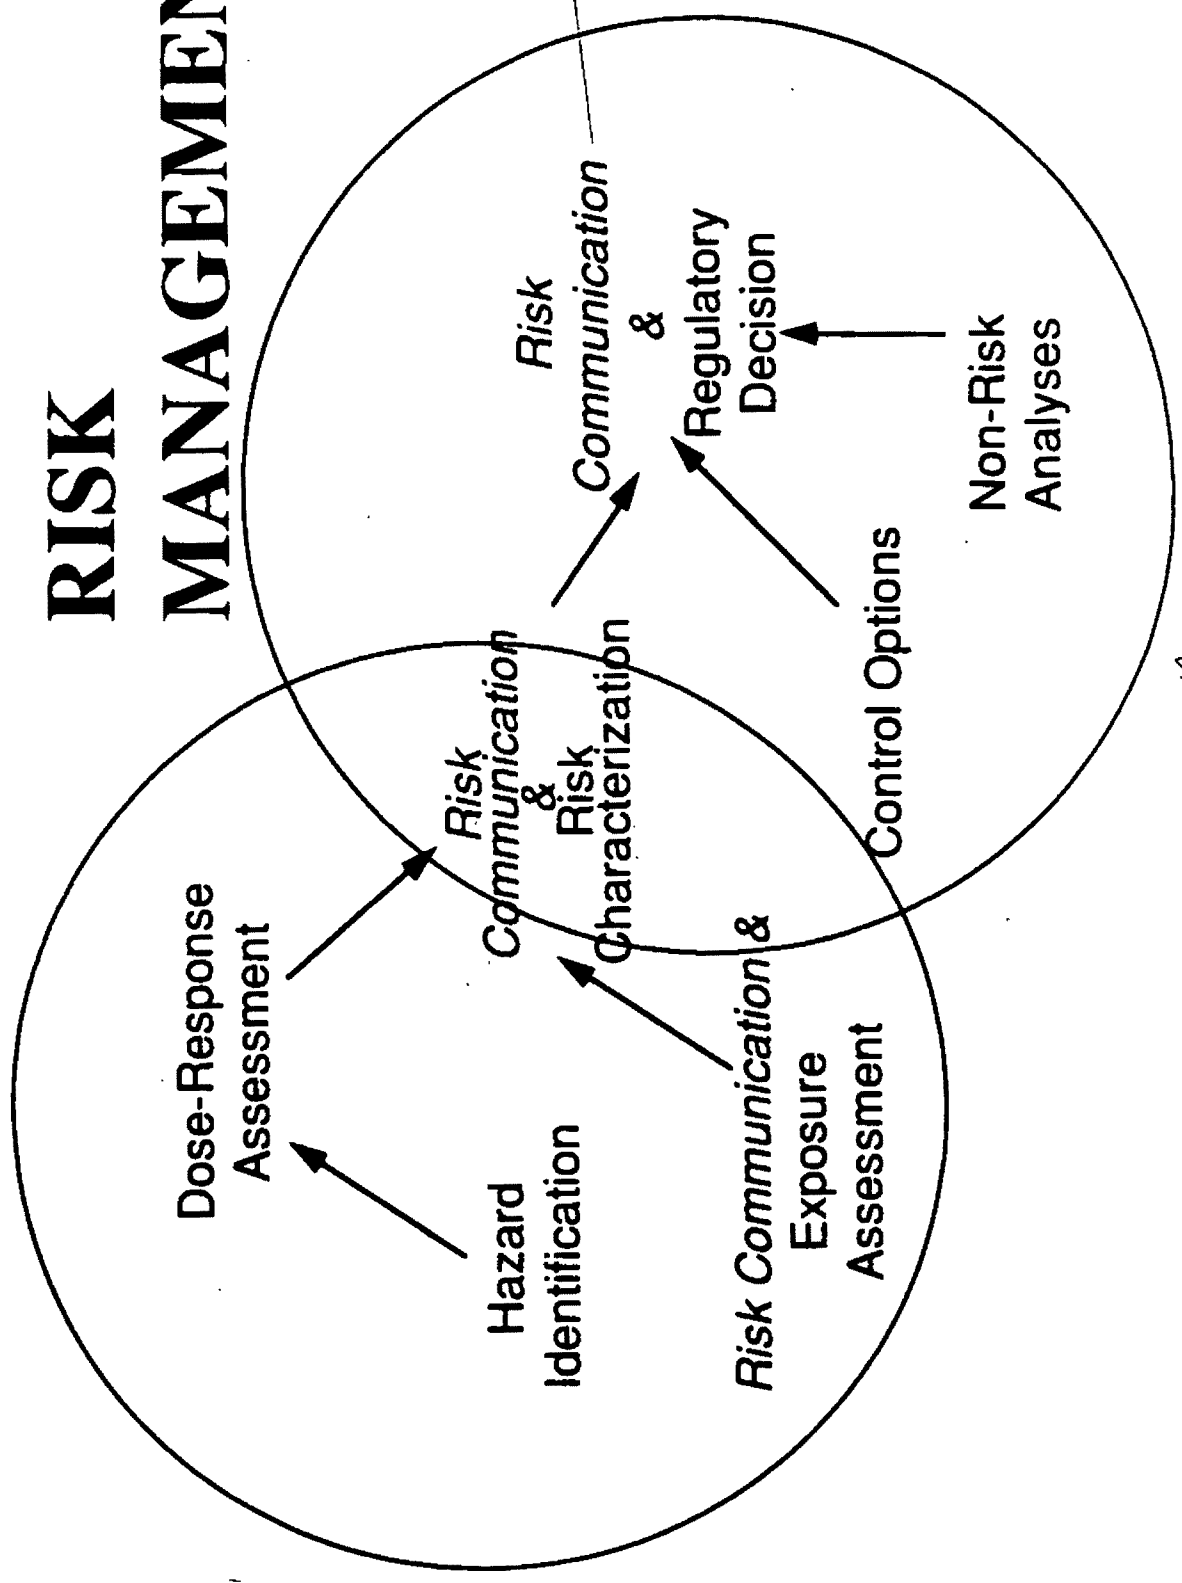 RISK
MANAGEMEN
Dose-Response
Assessment
Hazard
Identification
Risk Communication &
Exposure
Assessment
Risk
Communication
&
Risk
Characterization
Control Options
Risk
Communication
&
Regulatory
Decision
Non-Risk
Analyses